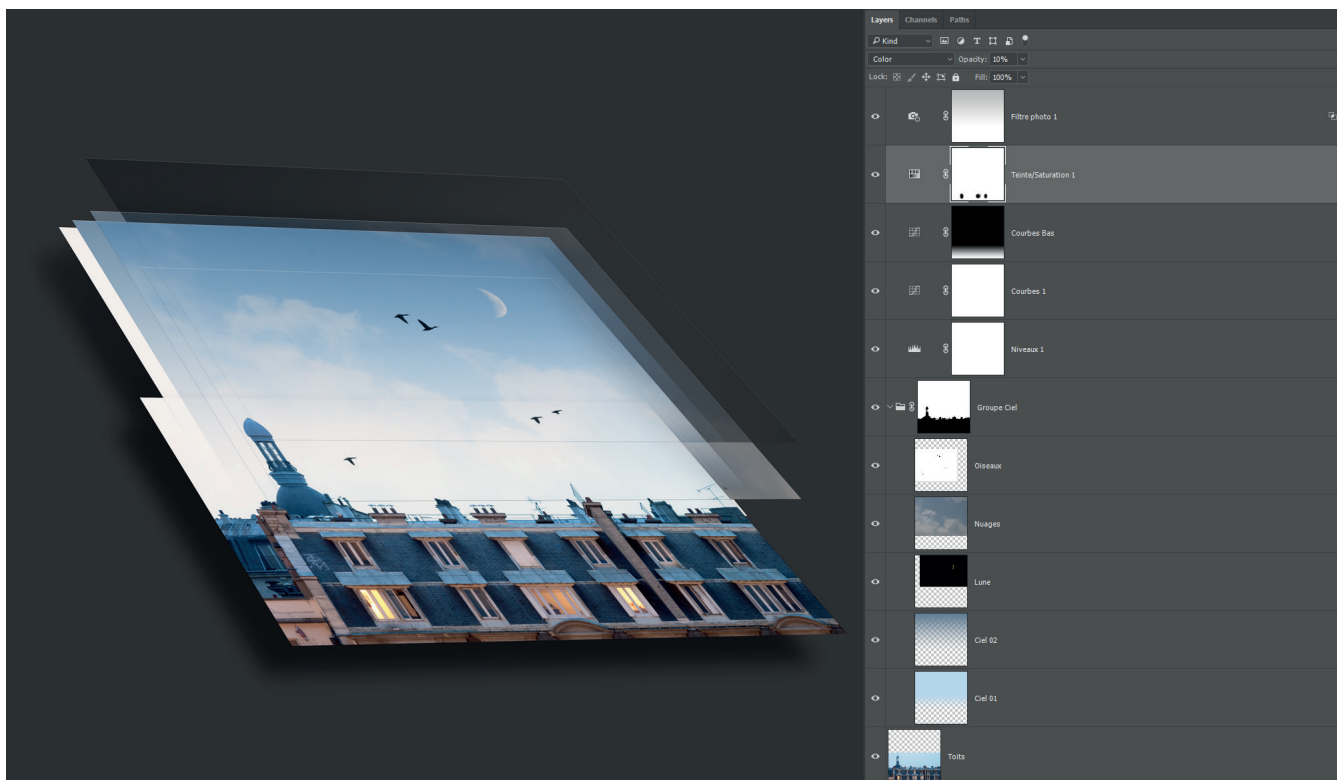 Layers Channels Paths
Kind
Color Opacity: 10%
Lock: Fill: 100%
Filtre photo 1
Teinte/Saturation 1
Courbes Bas
Courbes 1
Niveaux 1
Groupe Ciel
Oiseaux
Nuages
Lune
Ciel 02
Ciel 01
Toits